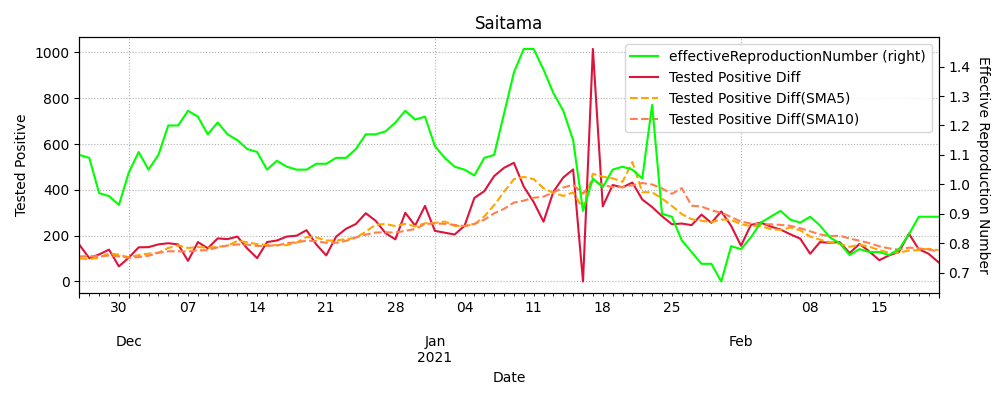 Saitama
effectiveReproductionNumber (right)
Tested Positive Diff
Tested Positive Diff(SMA5)
Tested Positive Diff(SMA10)
Tested Positive
1000
800
600
400
200
0
Effective Reproduction Number
1.4
1.3
1.2
1.1
1.0
0.9
0.8
0.7
30 07 14 21 28 04 11 18 25 08 15
Dec Jan Feb
2021
Date